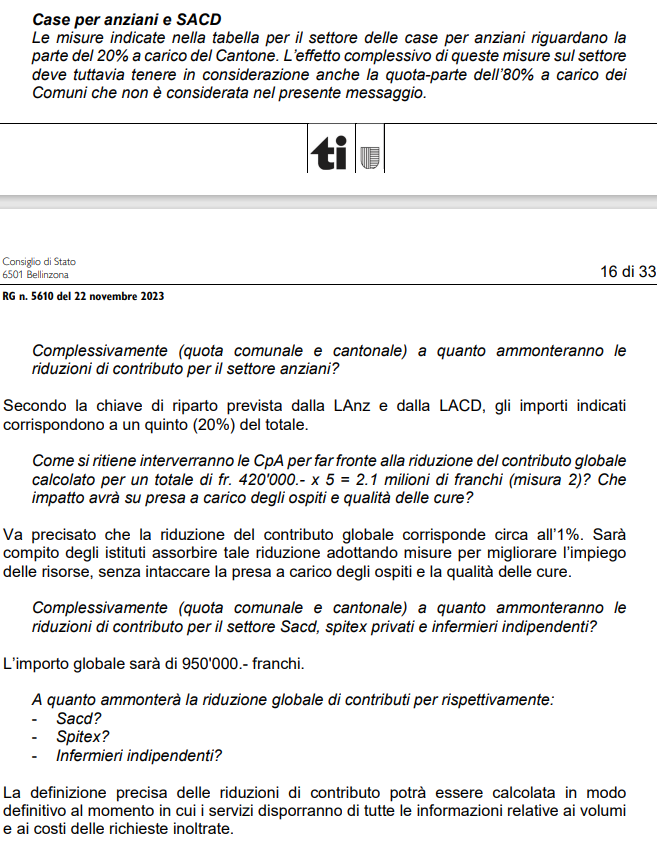 Case per anziani e SACD
Le misure indicate nella tabella per il settore delle case per anziani riguardano la
parte del 20% a carico del Cantone. L’effetto complessivo di queste misure sul settore
deve tuttavia tenere in considerazione anche la quota-parte dell’80% a carico dei
Comuni che non è considerata nel presente messaggio.
ti
Consiglio di Stato
6501 Bellinzona
16 di 33
RG n. 5610 del 22 novembre 2023
Complessivamente (quota comunale e cantonale) a quanto ammonteranno le
riduzioni di contributo per il settore anziani?
Secondo la chiave di riparto prevista dalla LAnz e dalla LACD, gli importi indicati
corrispondono a un quinto (20%) del totale.
Come si ritiene interverranno le CpA per far fronte alla riduzione del contributo globale
calcolato per un totale di fr. 420'000.- x 5 = 2.1 milioni di franchi (misura 2)? Che
impatto avrà su presa a carico degli ospiti e qualità delle cure?
Va precisato che la riduzione del contributo globale corrisponde circa all’1%. Sarà
compito degli istituti assorbire tale riduzione adottando misure per migliorare l’impiego
delle risorse, senza intaccare la presa a carico degli ospiti e la qualità delle cure.
Complessivamente (quota comunale e cantonale) a quanto ammonteranno le
riduzioni di contributo per il settore Sacd, spitex privati e infermieri indipendenti?
L’importo globale sarà di 950'000.- franchi.
A quanto ammonterà la riduzione globale di contributi per rispettivamente:
- Sacd?
- Spitex?
- Infermieri indipendenti?
La definizione precisa delle riduzioni di contributo potrà essere calcolata in modo
definitivo al momento in cui i servizi disporranno di tutte le informazioni relative ai volumi
e ai costi delle richieste inoltrate.